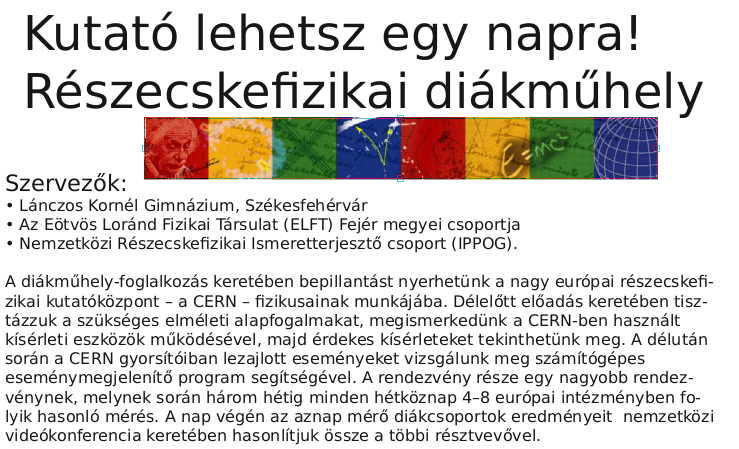 Kutató lehetsz egy napra!
Részecskefizikai diákműhely
E=mc²
Szervezők:
• Lánczos Kornél Gimnázium, Székesfehérvár
• Az Eötvös Loránd Fizikai Társulat (ELFT) Fejér megyei csoportja
• Nemzetközi Részecskefizikai Ismeretterjesztő csoport (IPPOG).
A diákműhely-foglalkozás keretében bepillantást nyerhetünk a nagy európai részecskefi-
zikai kutatóközpont – a CERN – fizikusainak munkájába. Délelőtt előadás keretében tisz-
tázzuk a szükséges elméleti alapfogalmakat, megismerkedünk a CERN-ben használt
kísérleti eszközök működésével, majd érdekes kísérleteket tekinthetünk meg. A délután
során a CERN gyorsítóiban lezajlott eseményeket vizsgálunk meg számítógépes
eseménymegjelenítő program segítségével. A rendezvény része egy nagyobb rendez-
vénynek, melynek során három hétig minden hétköznap 4–8 európai intézményben fo-
lyik hasonló mérés. A nap végén az aznap mérő diákcsoportok eredményeit  nemzetközi
videókonferencia keretében hasonlítjuk össze a többi résztvevővel.